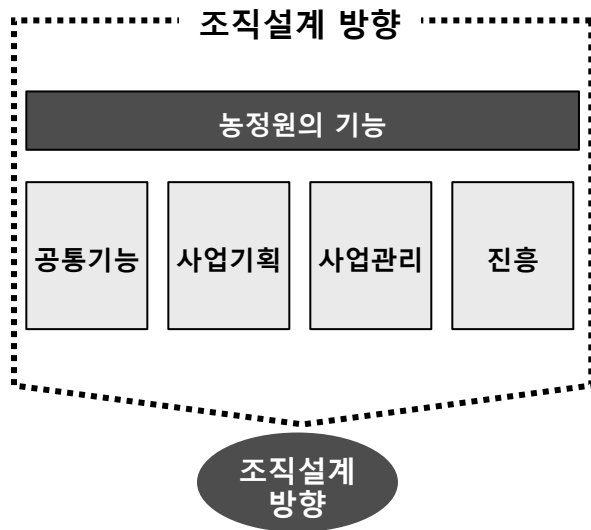 조직설계 방향
농정원의 기능
공통기능
사업기획
사업관리
진흥
조직설계
방향